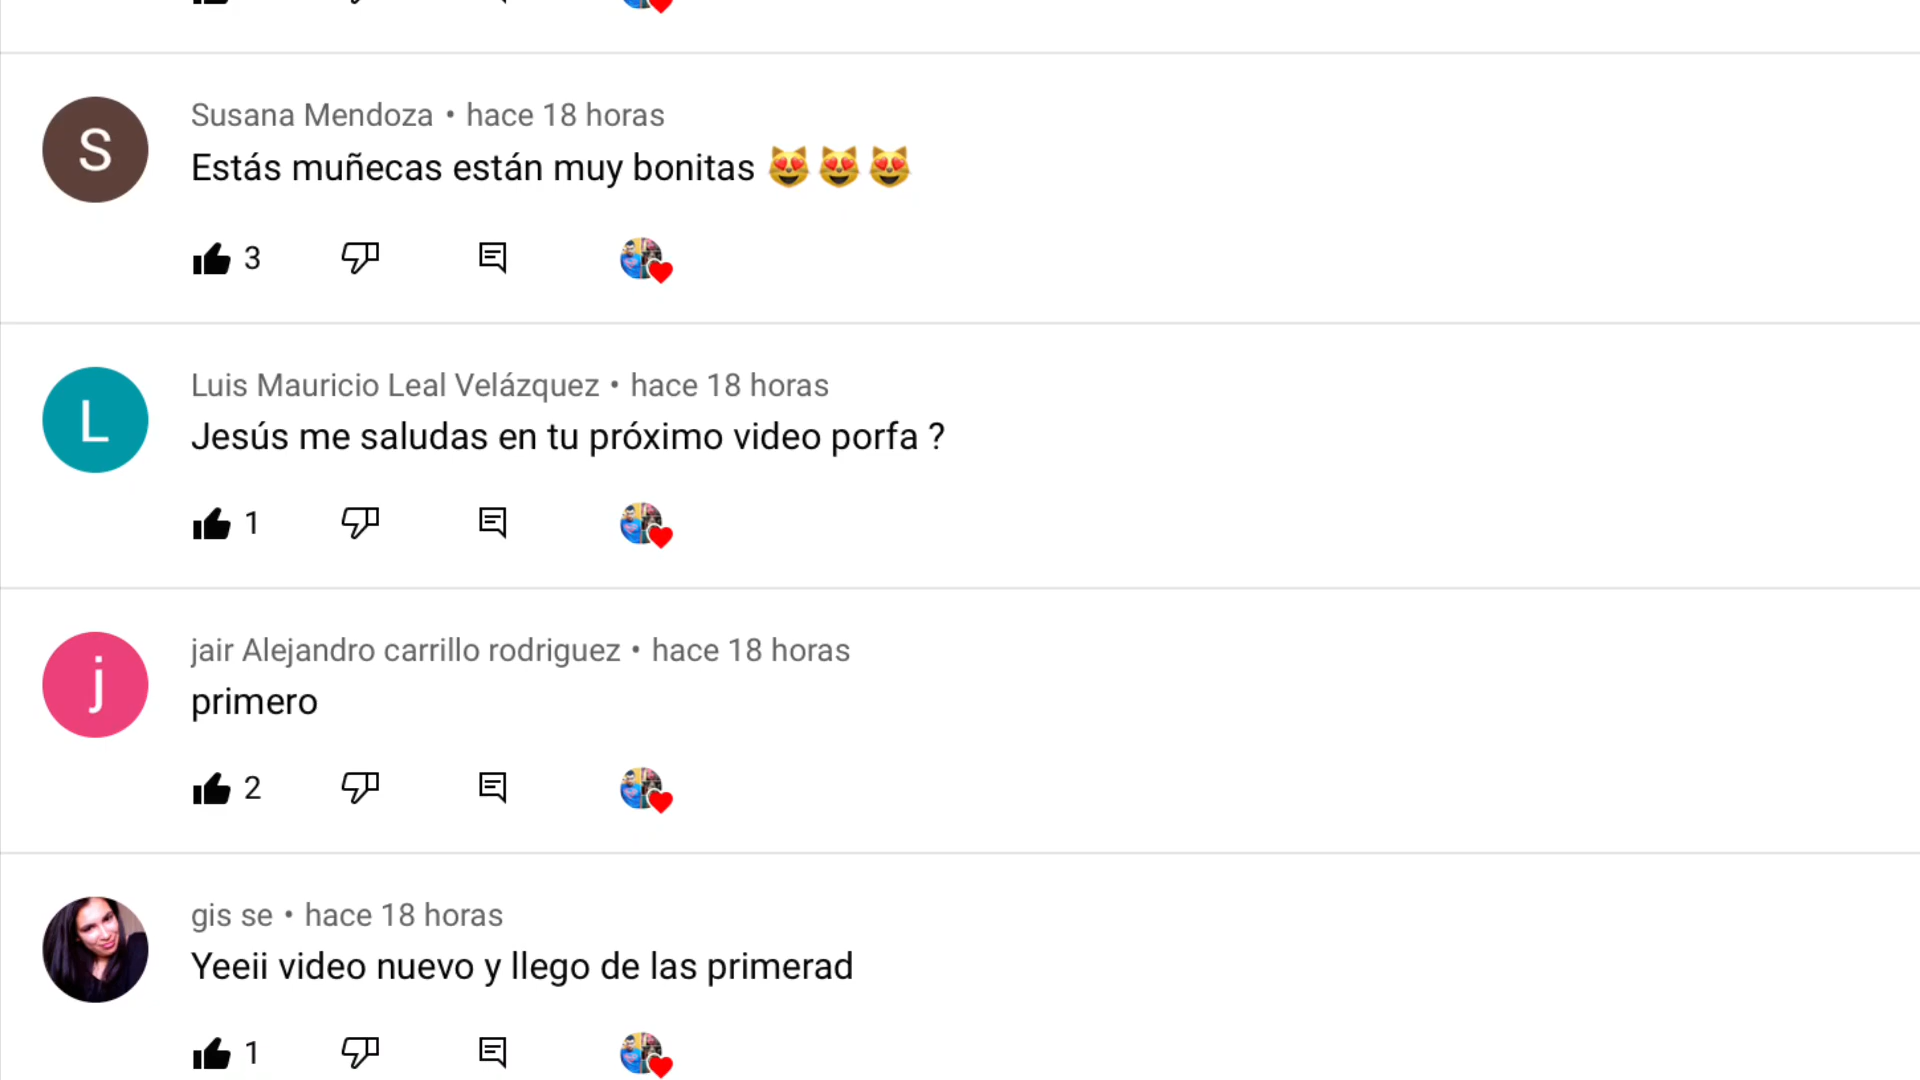 S
Susana Mendoza • hace 18 horas
Estás muñecas están muy bonitas 😻😻😻
3
L
Luis Mauricio Leal Velázquez • hace 18 horas
Jesús me saludas en tu próximo video porfa ?
1
j
jair Alejandro carrillo rodriguez • hace 18 horas
primero
2
gis se • hace 18 horas
Yeeii video nuevo y llego de las primerad
1